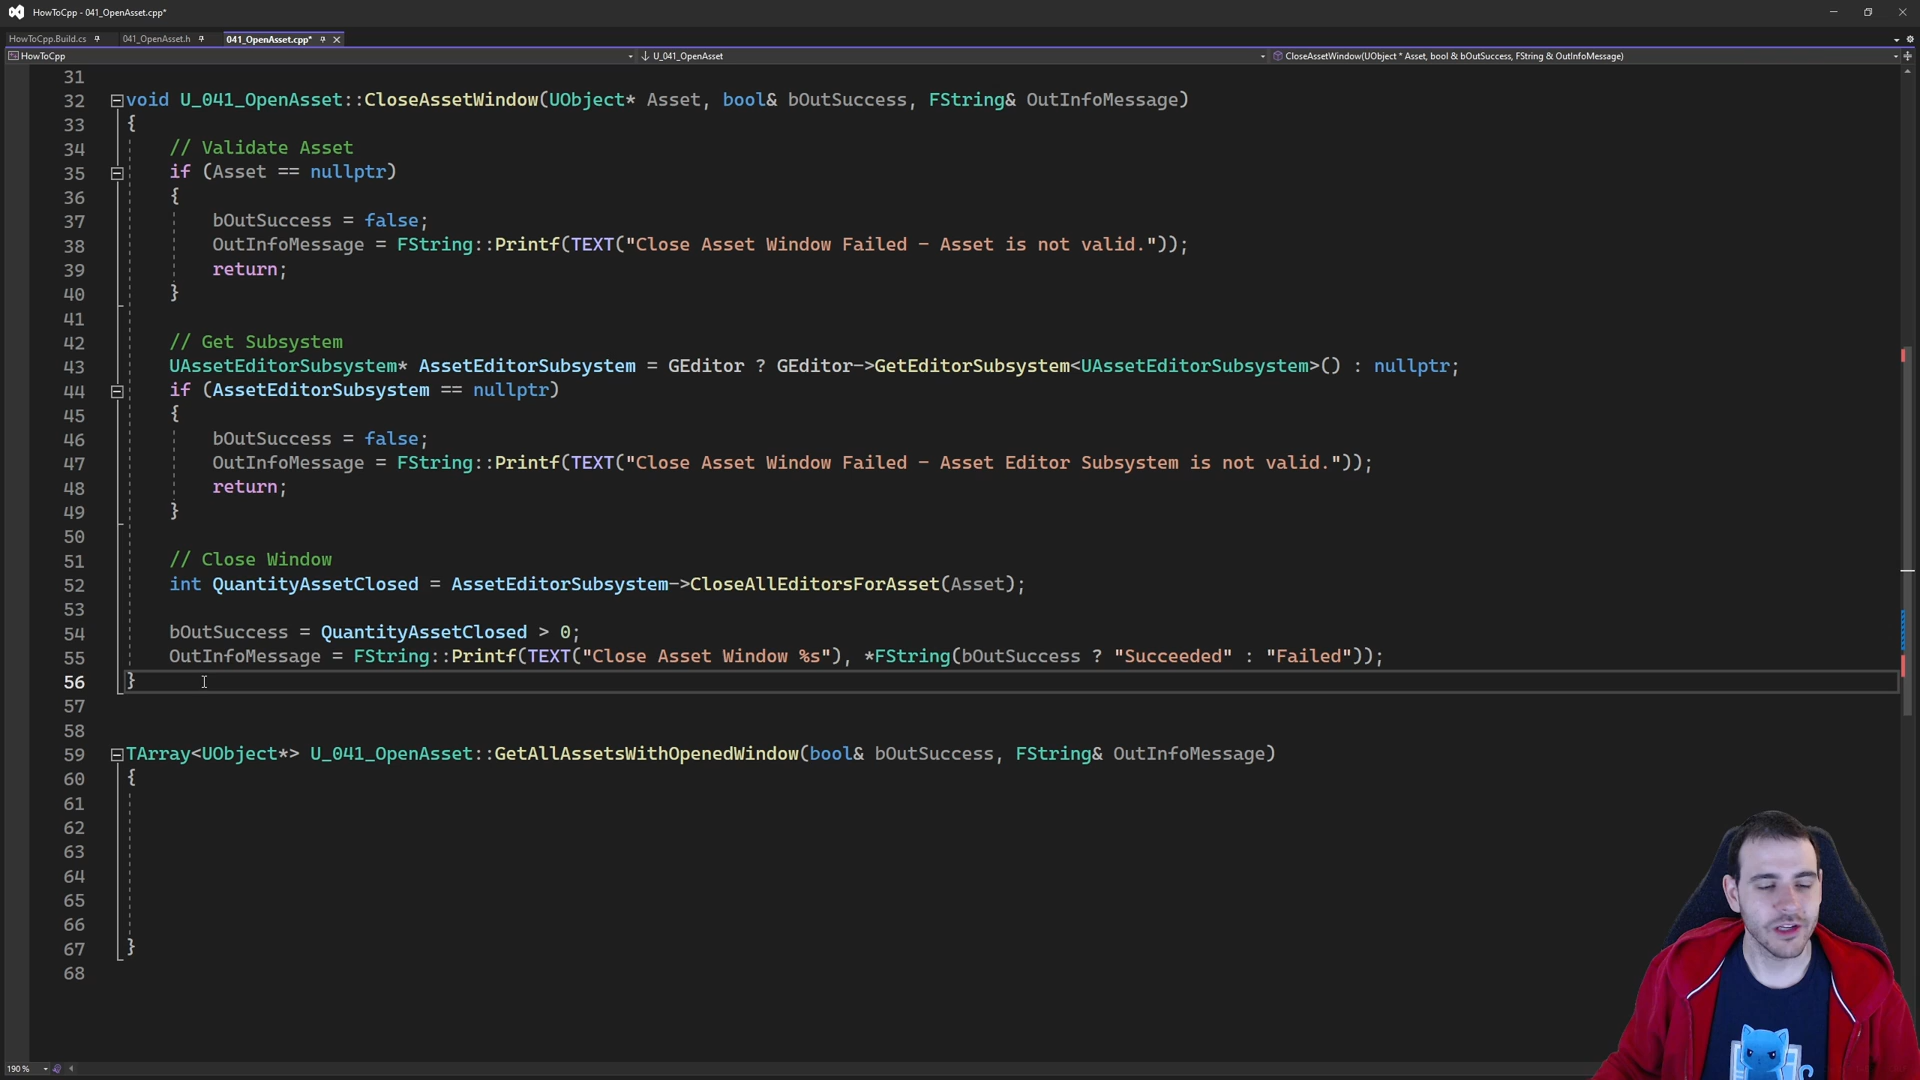 HowToCpp - 041_OpenAsset.cpp*
HowToCpp.Build.cs 041_OpenAsset.h 041_OpenAsset.cpp*
HowToCpp U_041_OpenAsset CloseAssetWindow(UObject * Asset, bool & bOutSuccess, FString & OutInfoMessage)
31
32 void U_041_OpenAsset::CloseAssetWindow(UObject* Asset, bool& bOutSuccess, FString& OutInfoMessage)
33 {
34 // Validate Asset
35 if (Asset == nullptr)
36 {
37 bOutSuccess = false;
38 OutInfoMessage = FString::Printf(TEXT("Close Asset Window Failed - Asset is not valid."));
39 return;
40 }
41
42 // Get Subsystem
43 UAssetEditorSubsystem* AssetEditorSubsystem = GEditor ? GEditor->GetEditorSubsystem<UAssetEditorSubsystem>() : nullptr;
44 if (AssetEditorSubsystem == nullptr)
45 {
46 bOutSuccess = false;
47 OutInfoMessage = FString::Printf(TEXT("Close Asset Window Failed - Asset Editor Subsystem is not valid."));
48 return;
49 }
50
51 // Close Window
52 int QuantityAssetClosed = AssetEditorSubsystem->CloseAllEditorsForAsset(Asset);
53
54 bOutSuccess = QuantityAssetClosed > 0;
55 OutInfoMessage = FString::Printf(TEXT("Close Asset Window %s"), *FString(bOutSuccess ? "Succeeded" : "Failed"));
56 }
57
58
59 TArray<UObject*> U_041_OpenAsset::GetAllAssetsWithOpenedWindow(bool& bOutSuccess, FString& OutInfoMessage)
60 {
61
62
63
64
65
66
67 }
68
190 %